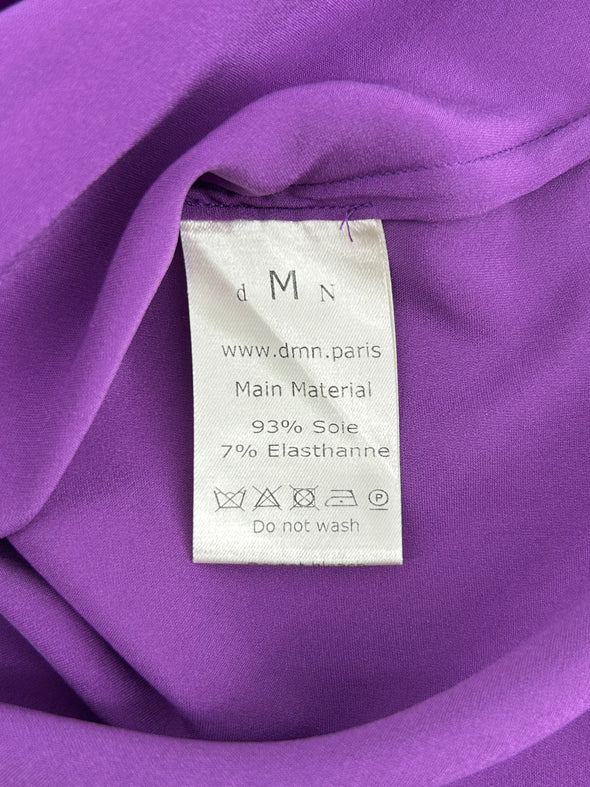 d M N
www.dmn.paris
Main Material
93% Soie
7% Elasthanne
P
Do not wash